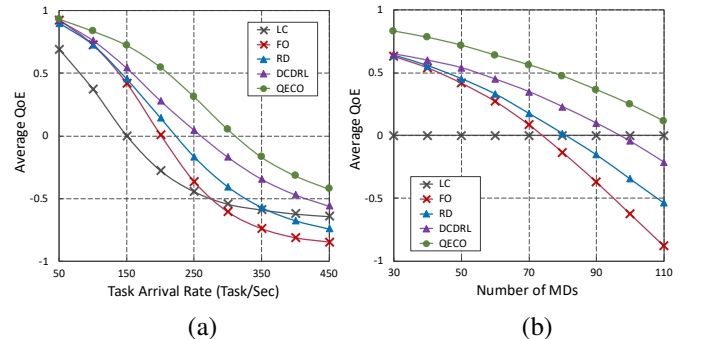 Average QoE
1
0.5
0
-0.5
-1
50
150
250
350
450
Task Arrival Rate (Task/Sec)
LC
FO
RD
DCDRL
QECO
(a)
Average QoE
1
0.5
0
-0.5
-1
30
50
70
90
110
Number of MDs
LC
FO
RD
DCDRL
QECO
(b)